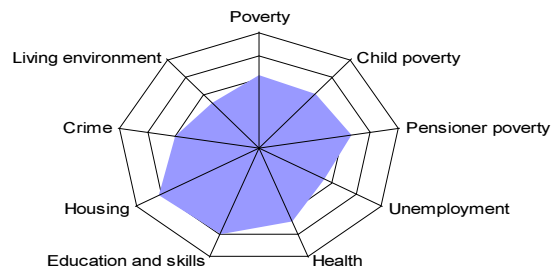 Poverty
Living environment
Child poverty
Crime
Pensioner poverty
Housing
Unemployment
Education and skills
Health